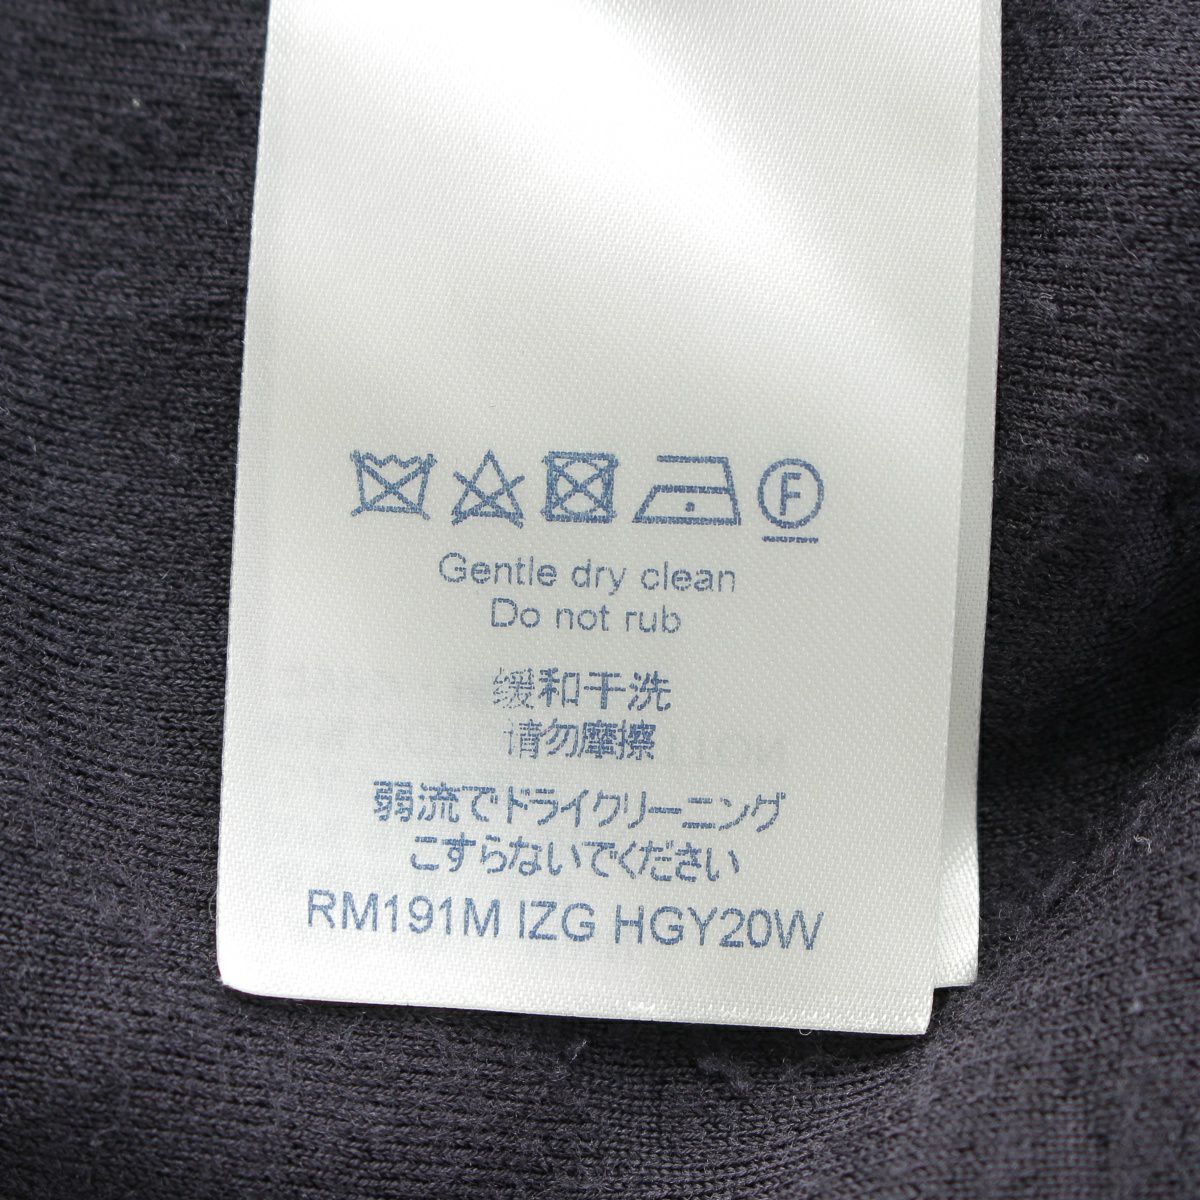 F
Gentle dry clean
Do not rub
缓和干洗
请勿摩擦
弱流でドライクリーニング
こすらないでください
RM191M IZG HGY20W